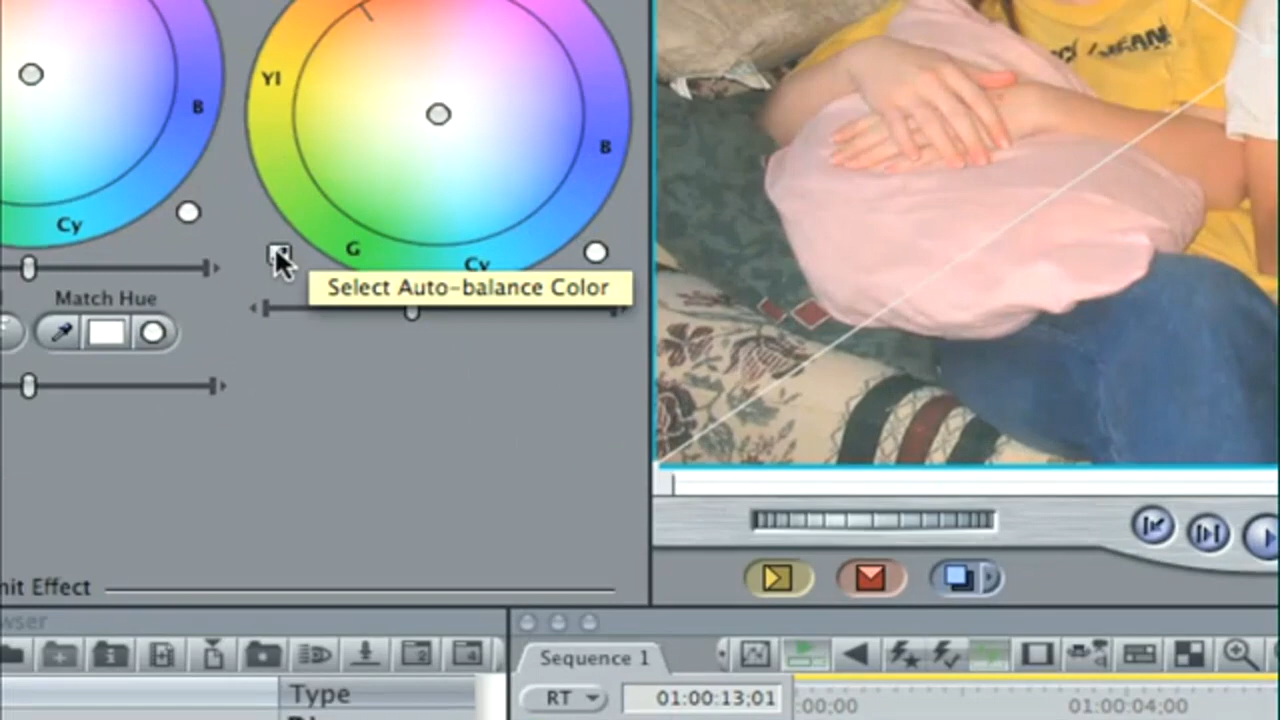 Yl
B
B
Cy
G
Cy
Select Auto-balance Color
Match Hue
mit Effect
wser
Sequence 1
Type
RT
01:00:13;01
:00;00
01:00:04;00